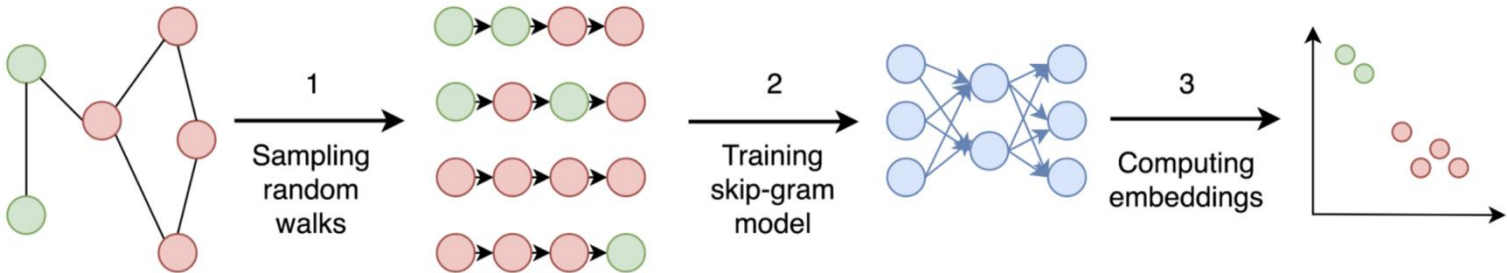 1
Sampling
random
walks
2
Training
skip-gram
model
3
Computing
embeddings